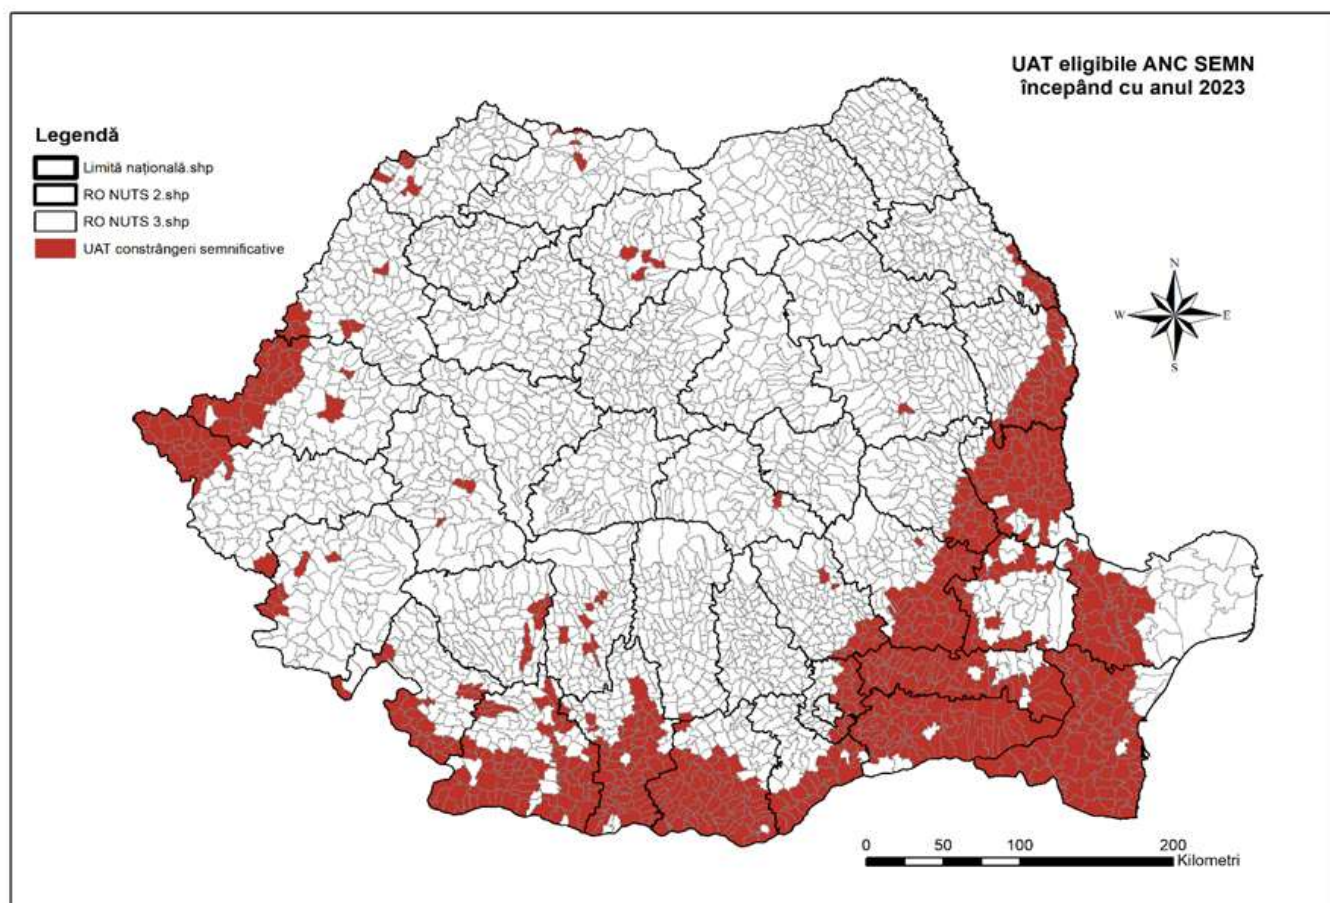 UAT eligibile ANC SEMN
începând cu anul 2023
Legendă
Limită națională.shp
RO NUTS 2.shp
RO NUTS 3.shp
UAT constrângeri semnificative
N
W
E
S
0 50 100 200
Kilometri